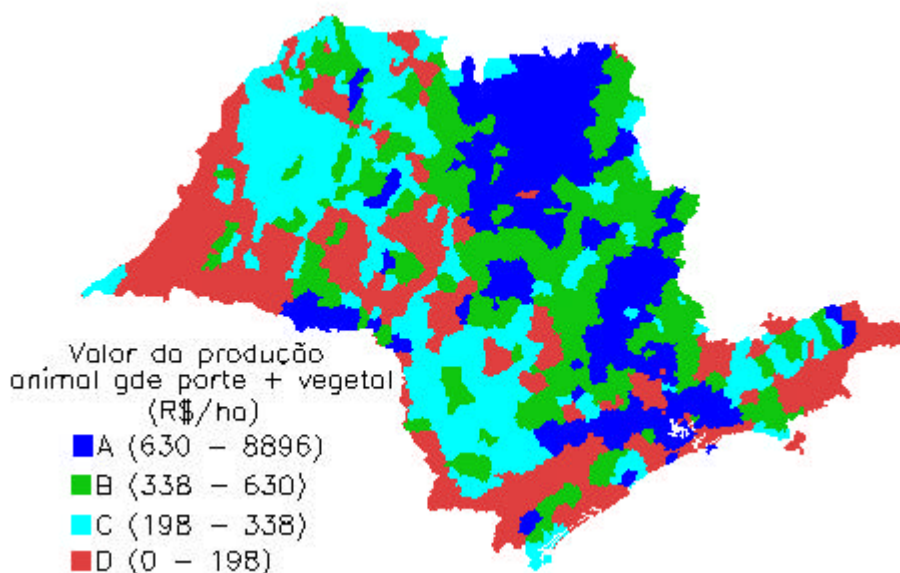 Valor da produção
animal gde porte + vegetal
(R$/ha)
A (630 – 8896)
B (338 – 630)
C (198 – 338)
D (0 – 198)